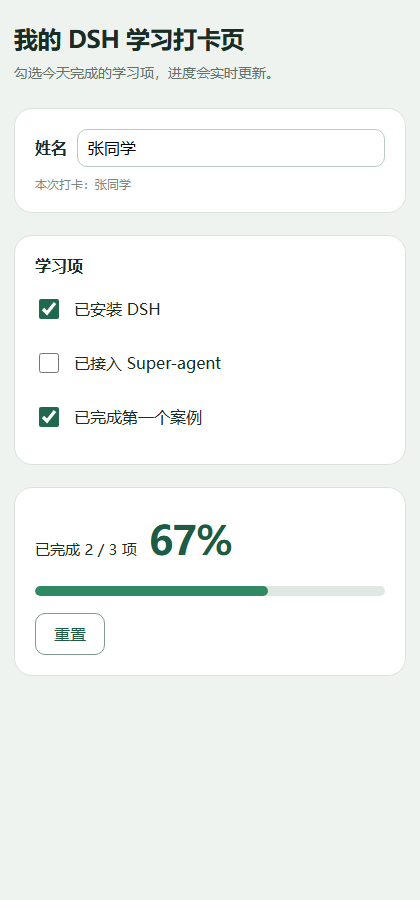 我的 DSH 学习打卡页
勾选今天完成的学习项，进度会实时更新。
姓名 张同学
本次打卡：张同学
学习项
已安装 DSH
已接入 Super-agent
已完成第一个案例
已完成 2 / 3 项 67%
重置